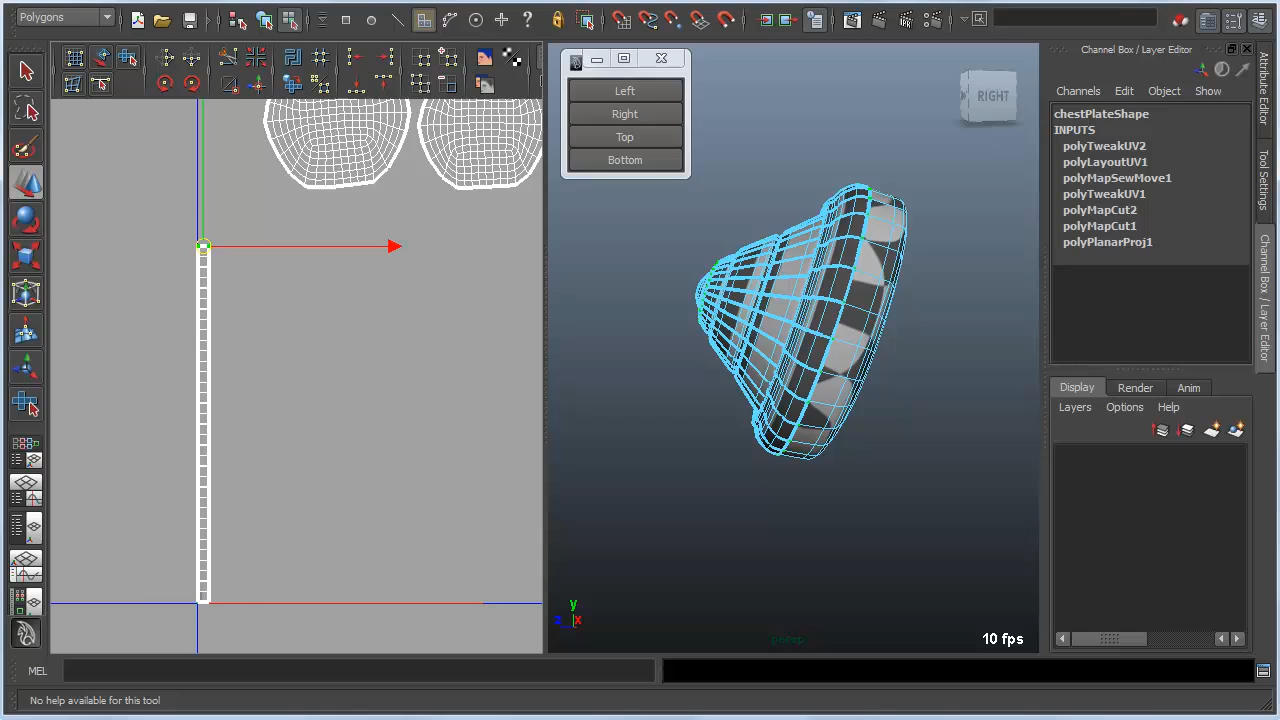 Polygons
Left
Right
Top
Bottom
RIGHT
y
z
x
persp
10 fps
Channel Box / Layer Editor
Channels Edit Object Show
chestPlateShape
INPUTS
polyTweakUV2
polyLayoutUV1
polyMapSewMove1
polyTweakUV1
polyMapCut2
polyMapCut1
polyPlanarProj1
Display Render Anim
Layers Options Help
Attribute Editor
Tool Settings
Channel Box / Layer Editor
MEL
No help available for this tool